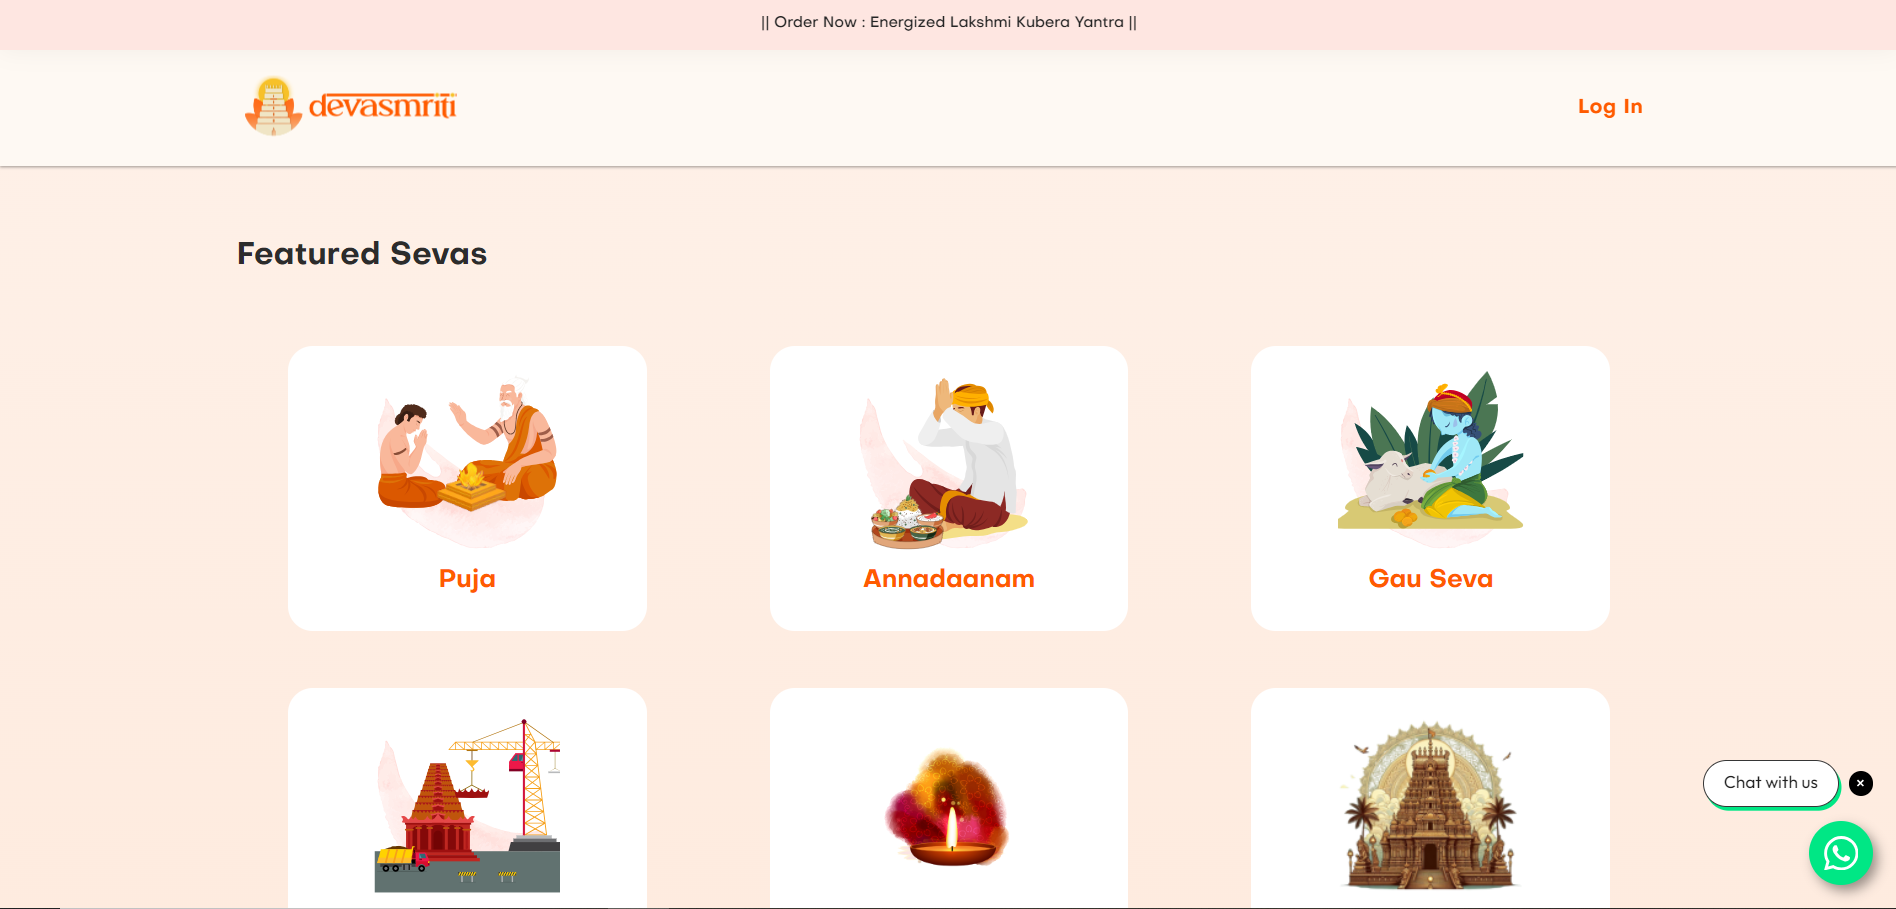 || Order Now : Energized Lakshmi Kubera Yantra ||
devasmriti
Log In
Featured Sevas
Puja
Annadaanam
Gau Seva
Chat with us